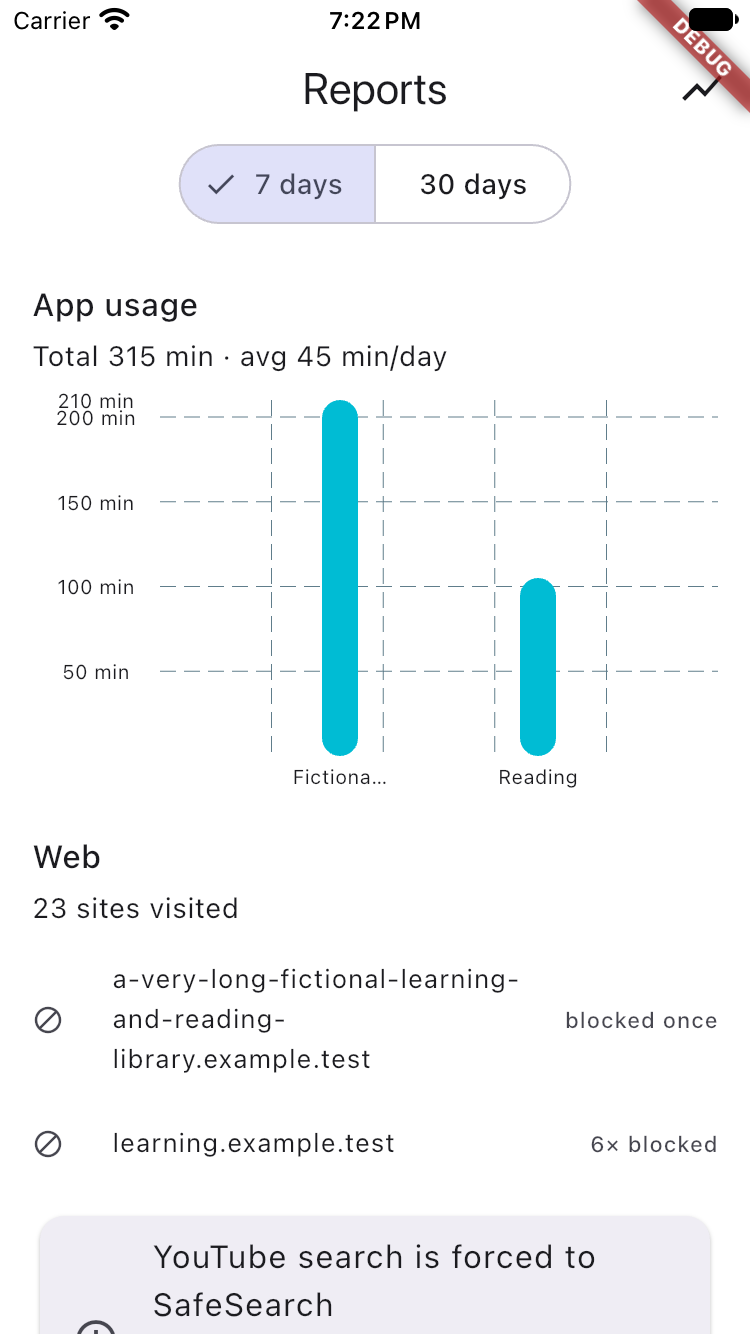 Carrier 7:22 PM
DEBUG
Reports
7 days 30 days
App usage
Total 315 min · avg 45 min/day
210 min
200 min
150 min
100 min
50 min
Fictiona... Reading
Web
23 sites visited
a-very-long-fictional-learning-
and-reading-
library.example.test
blocked once
learning.example.test 6× blocked
YouTube search is forced to
SafeSearch